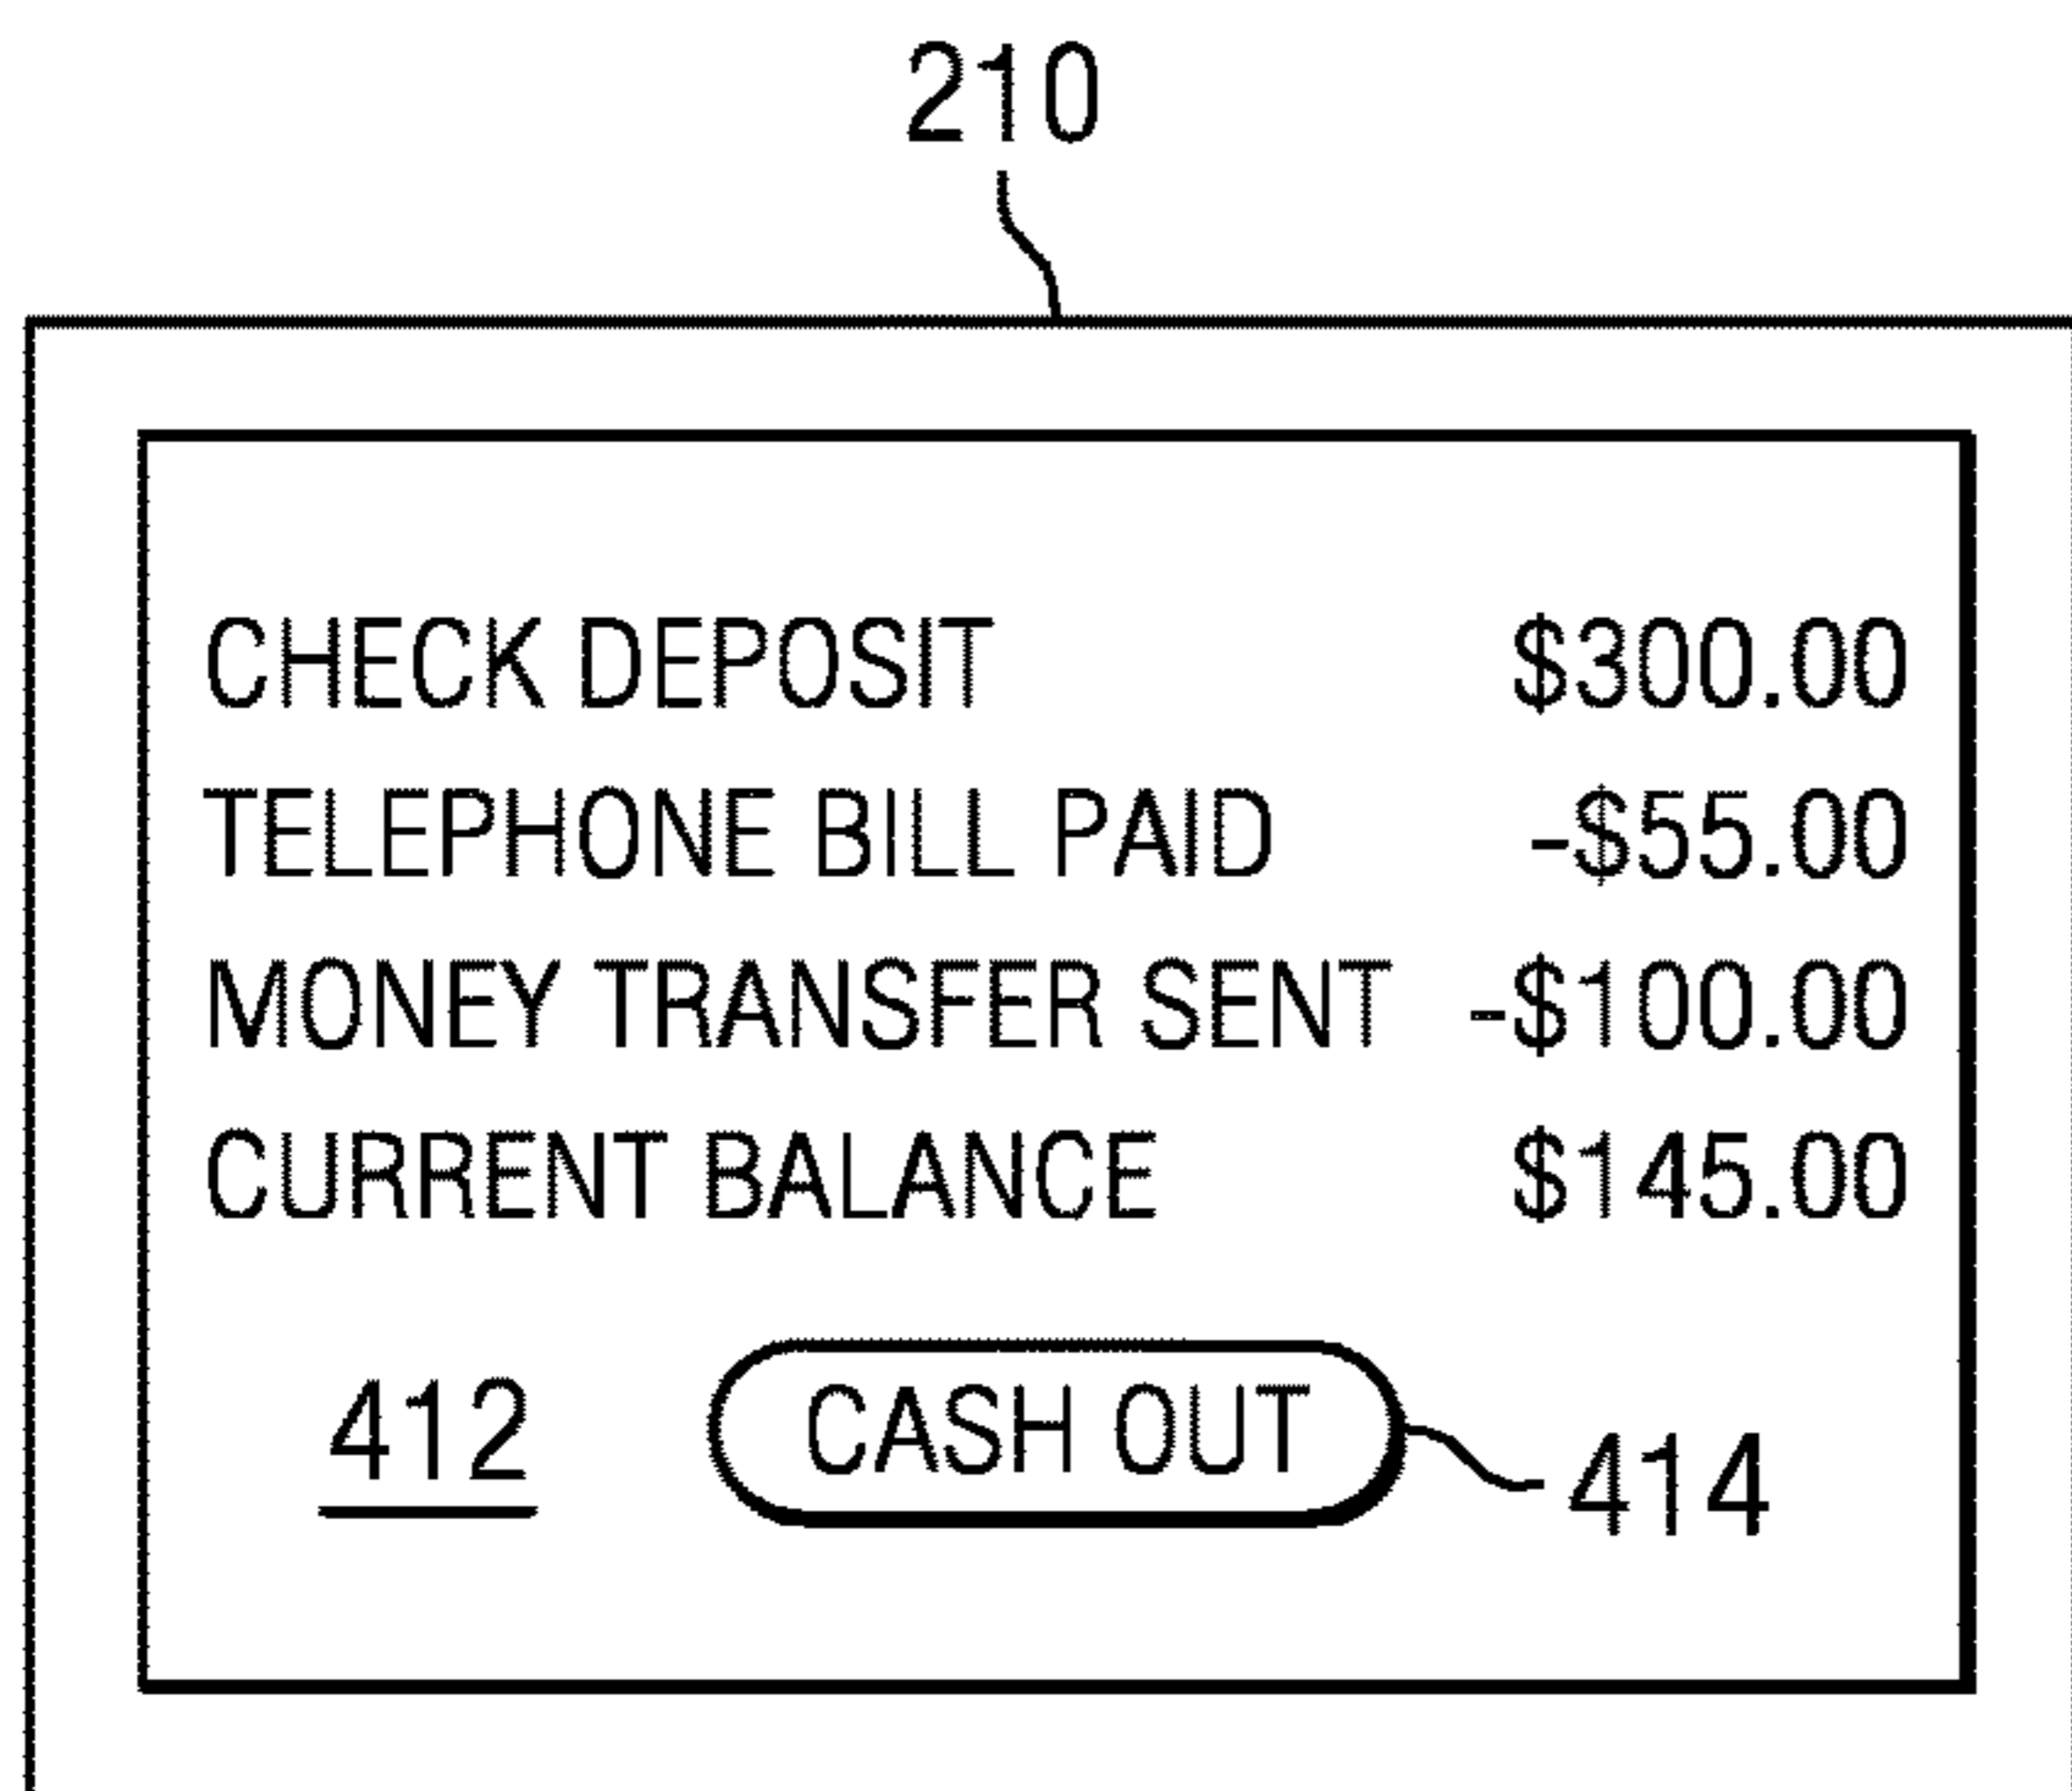 210
CHECK DEPOSIT $300.00
TELEPHONE BILL PAID -$55.00
MONEY TRANSFER SENT -$100.00
CURRENT BALANCE $145.00
412 CASH OUT 414